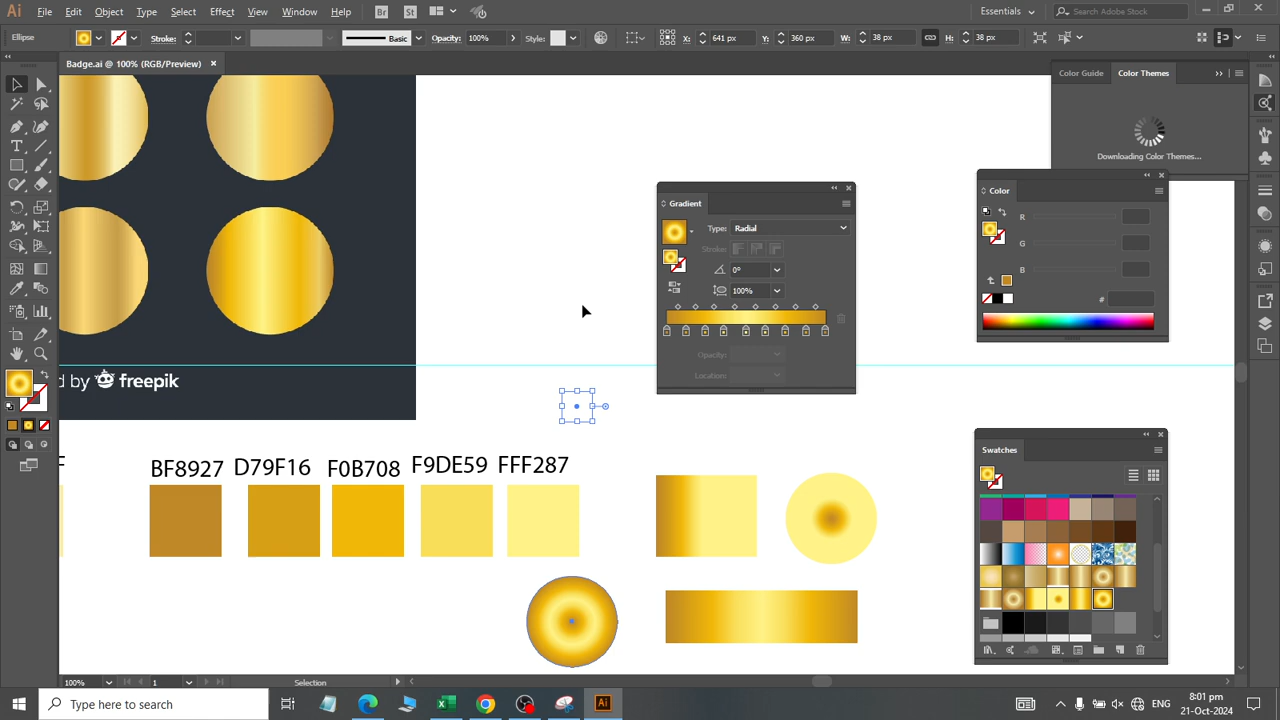 Ai File Edit Object Type Select Effect View Window Help Br St Essentials Search Adobe Stock
Ellipse Stroke: Basic Opacity: 100% Style: X: 641 px Y: 360 px W: 38 px H: 38 px
Badge.ai @ 100% (RGB/Preview) ×
Color Guide Color Themes
Downloading Color Themes...
Gradient
Type: Radial
Stroke:
0°
100%
Opacity:
Location:
Color
R
G
B
#
d by freepik
Swatches
BF8927 D79F16 F0B708 F9DE59 FFF287
100% 1 Selection
Type here to search
Ai
ENG
8:01 pm
21-Oct-2024